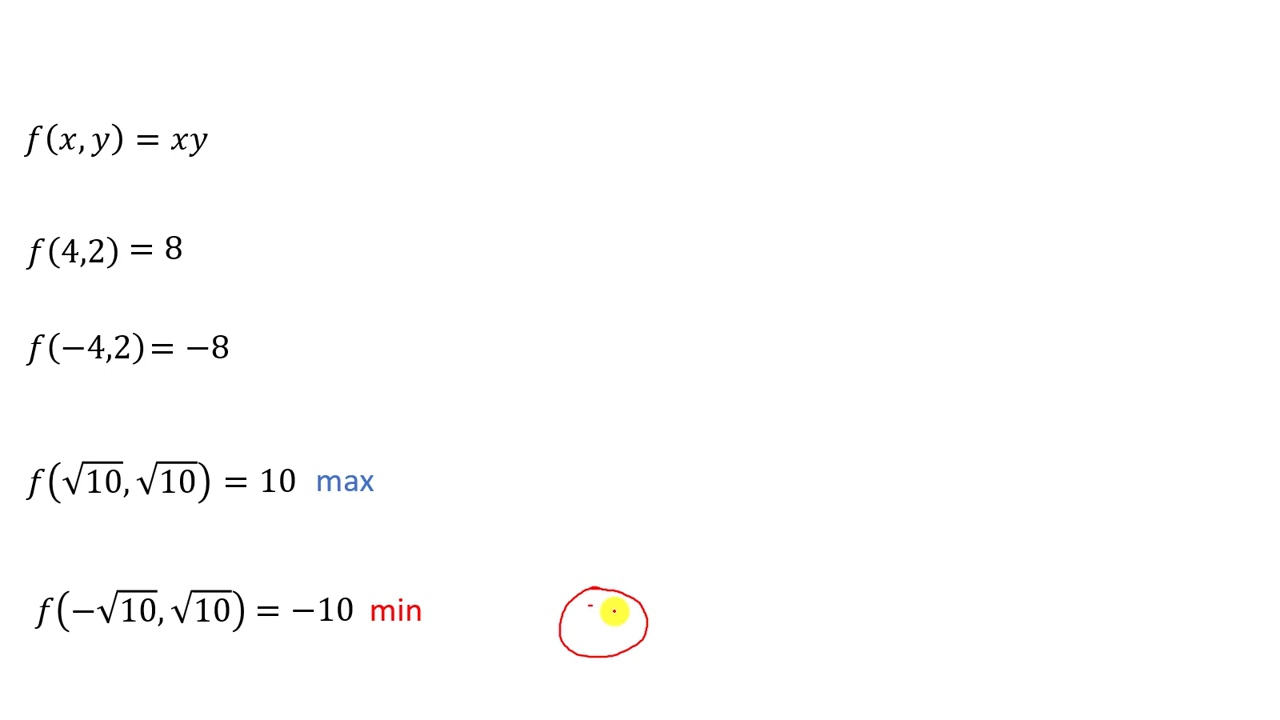 f(x, y) = xy
f(4,2) = 8
f(−4,2) = −8
f(√10, √10) = 10 max
f(−√10, √10) = −10 min